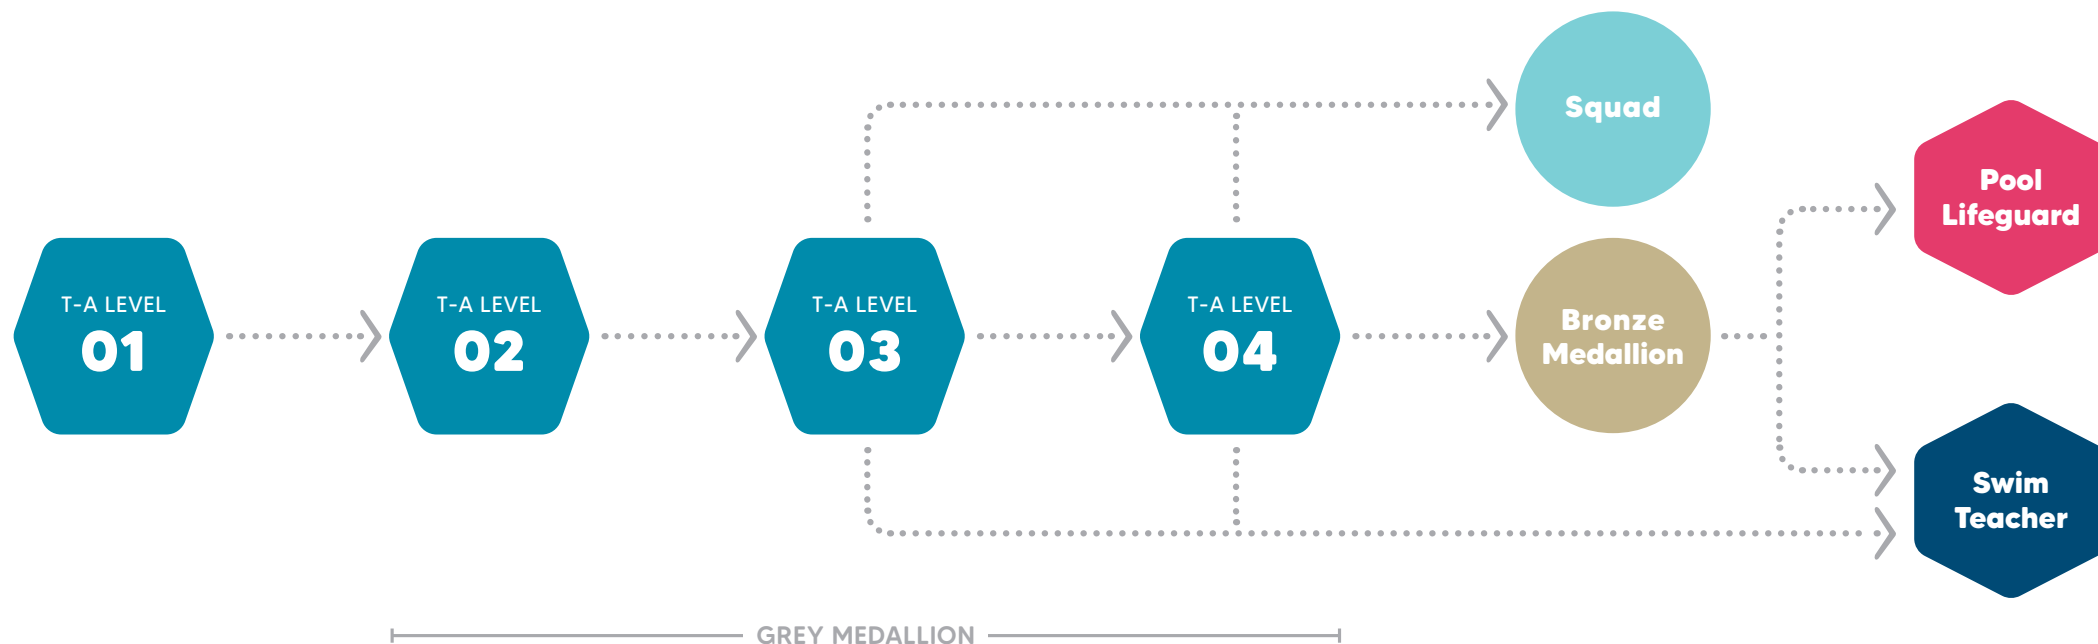 Squad
Pool
Lifeguard
T-A LEVEL
01
T-A LEVEL
02
T-A LEVEL
03
T-A LEVEL
04
Bronze
Medallion
Swim
Teacher
GREY MEDALLION